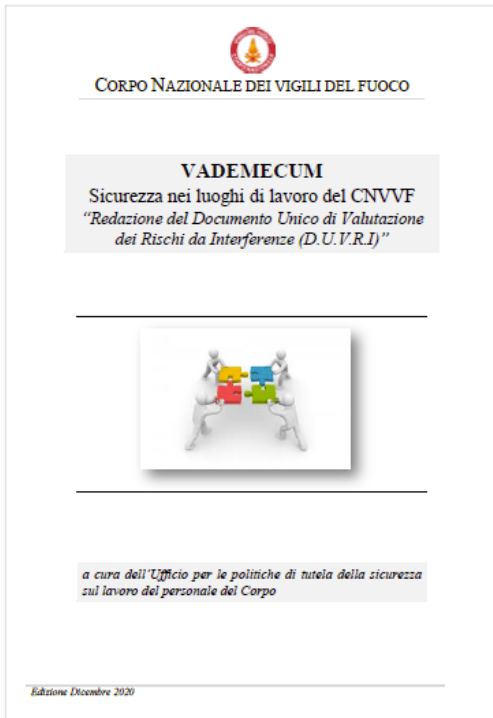 CORPO NAZIONALE DEI VIGILI DEL FUOCO
VADEMECUM
Sicurezza nei luoghi di lavoro del CNVVF
“Redazione del Documento Unico di Valutazione
dei Rischi da Interferenze (D.U.V.R.I)”
a cura dell’Ufficio per le politiche di tutela della sicurezza
sul lavoro del personale del Corpo
Edizione Dicembre 2020